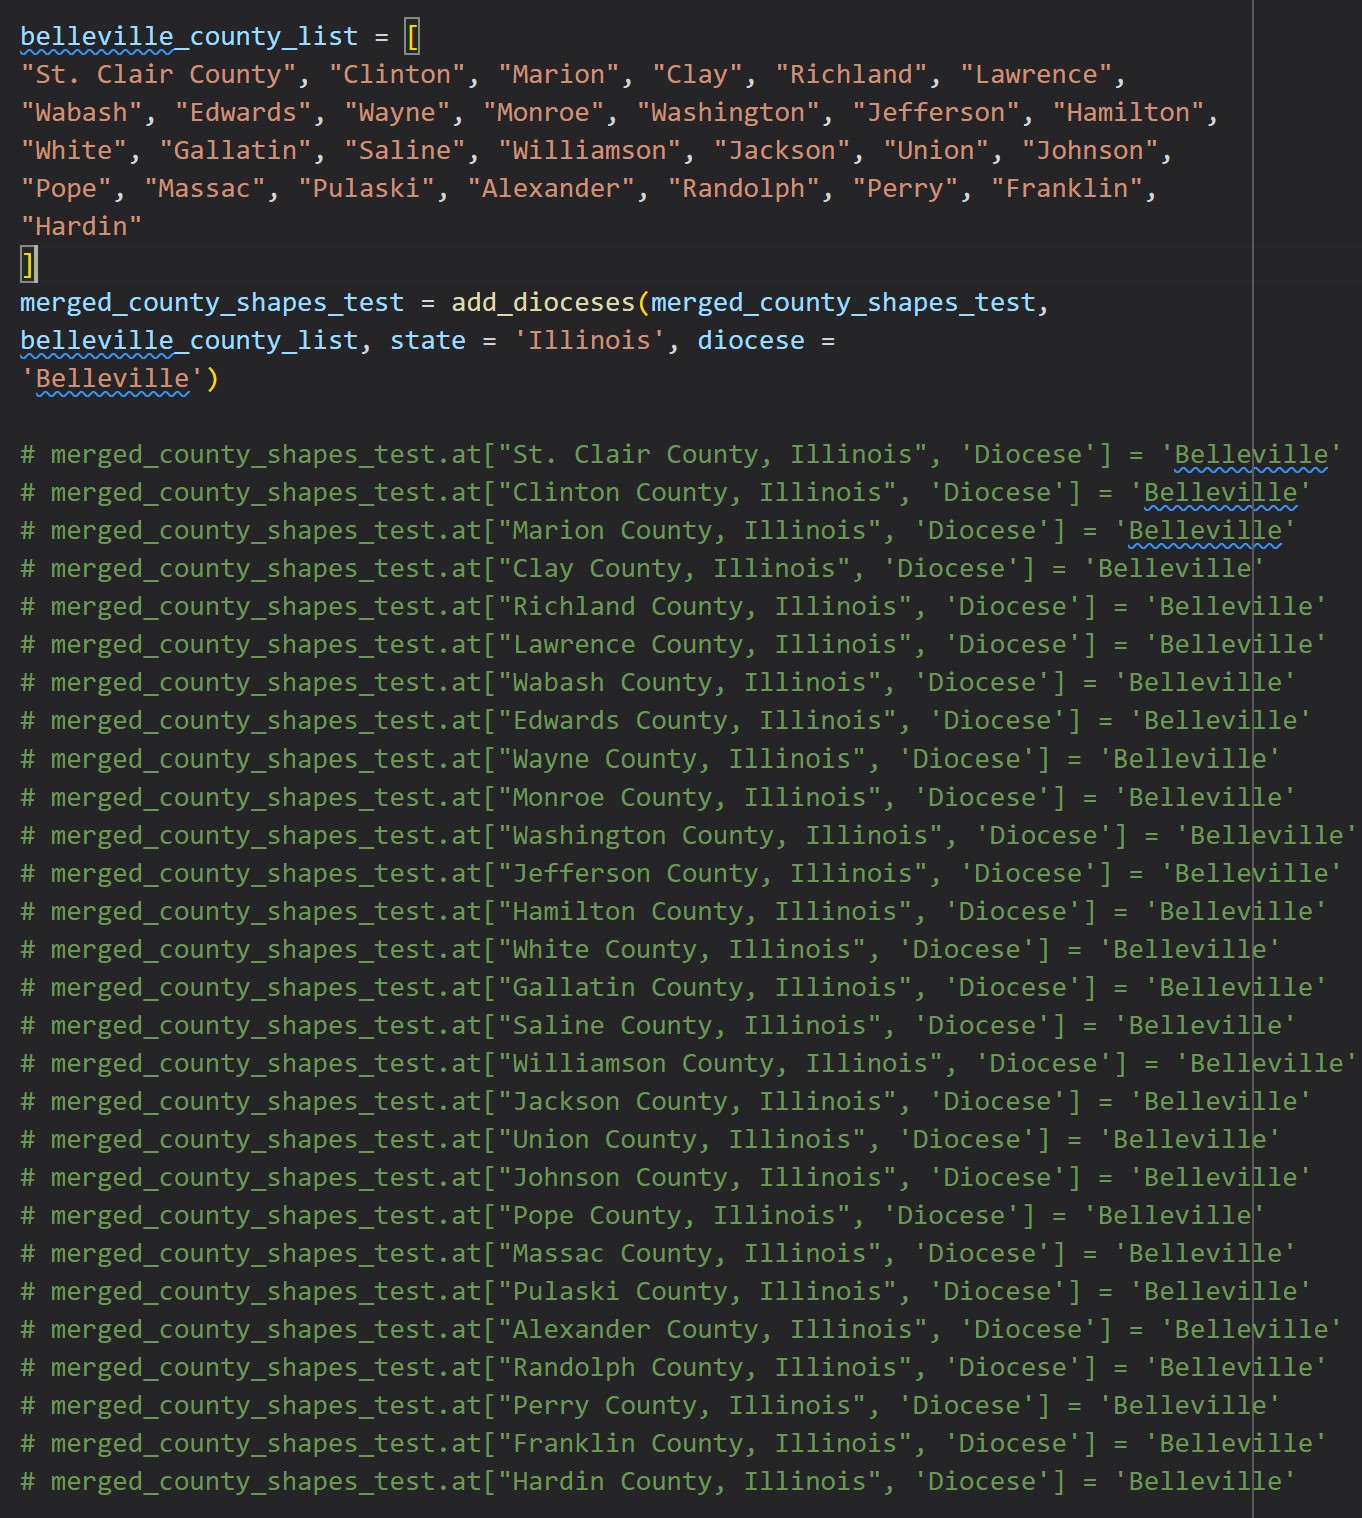 belleville_county_list = [
"St. Clair County", "Clinton", "Marion", "Clay", "Richland", "Lawrence",
"Wabash", "Edwards", "Wayne", "Monroe", "Washington", "Jefferson", "Hamilton",
"White", "Gallatin", "Saline", "Williamson", "Jackson", "Union", "Johnson",
"Pope", "Massac", "Pulaski", "Alexander", "Randolph", "Perry", "Franklin",
"Hardin"
]
merged_county_shapes_test = add_dioceses(merged_county_shapes_test,
belleville_county_list, state = 'Illinois', diocese =
'Belleville')
# merged_county_shapes_test.at["St. Clair County, Illinois", 'Diocese'] = 'Belleville'
# merged_county_shapes_test.at["Clinton County, Illinois", 'Diocese'] = 'Belleville'
# merged_county_shapes_test.at["Marion County, Illinois", 'Diocese'] = 'Belleville'
# merged_county_shapes_test.at["Clay County, Illinois", 'Diocese'] = 'Belleville'
# merged_county_shapes_test.at["Richland County, Illinois", 'Diocese'] = 'Belleville'
# merged_county_shapes_test.at["Lawrence County, Illinois", 'Diocese'] = 'Belleville'
# merged_county_shapes_test.at["Wabash County, Illinois", 'Diocese'] = 'Belleville'
# merged_county_shapes_test.at["Edwards County, Illinois", 'Diocese'] = 'Belleville'
# merged_county_shapes_test.at["Wayne County, Illinois", 'Diocese'] = 'Belleville'
# merged_county_shapes_test.at["Monroe County, Illinois", 'Diocese'] = 'Belleville'
# merged_county_shapes_test.at["Washington County, Illinois", 'Diocese'] = 'Belleville'
# merged_county_shapes_test.at["Jefferson County, Illinois", 'Diocese'] = 'Belleville'
# merged_county_shapes_test.at["Hamilton County, Illinois", 'Diocese'] = 'Belleville'
# merged_county_shapes_test.at["White County, Illinois", 'Diocese'] = 'Belleville'
# merged_county_shapes_test.at["Gallatin County, Illinois", 'Diocese'] = 'Belleville'
# merged_county_shapes_test.at["Saline County, Illinois", 'Diocese'] = 'Belleville'
# merged_county_shapes_test.at["Williamson County, Illinois", 'Diocese'] = 'Belleville'
# merged_county_shapes_test.at["Jackson County, Illinois", 'Diocese'] = 'Belleville'
# merged_county_shapes_test.at["Union County, Illinois", 'Diocese'] = 'Belleville'
# merged_county_shapes_test.at["Johnson County, Illinois", 'Diocese'] = 'Belleville'
# merged_county_shapes_test.at["Pope County, Illinois", 'Diocese'] = 'Belleville'
# merged_county_shapes_test.at["Massac County, Illinois", 'Diocese'] = 'Belleville'
# merged_county_shapes_test.at["Pulaski County, Illinois", 'Diocese'] = 'Belleville'
# merged_county_shapes_test.at["Alexander County, Illinois", 'Diocese'] = 'Belleville'
# merged_county_shapes_test.at["Randolph County, Illinois", 'Diocese'] = 'Belleville'
# merged_county_shapes_test.at["Perry County, Illinois", 'Diocese'] = 'Belleville'
# merged_county_shapes_test.at["Franklin County, Illinois", 'Diocese'] = 'Belleville'
# merged_county_shapes_test.at["Hardin County, Illinois", 'Diocese'] = 'Belleville'